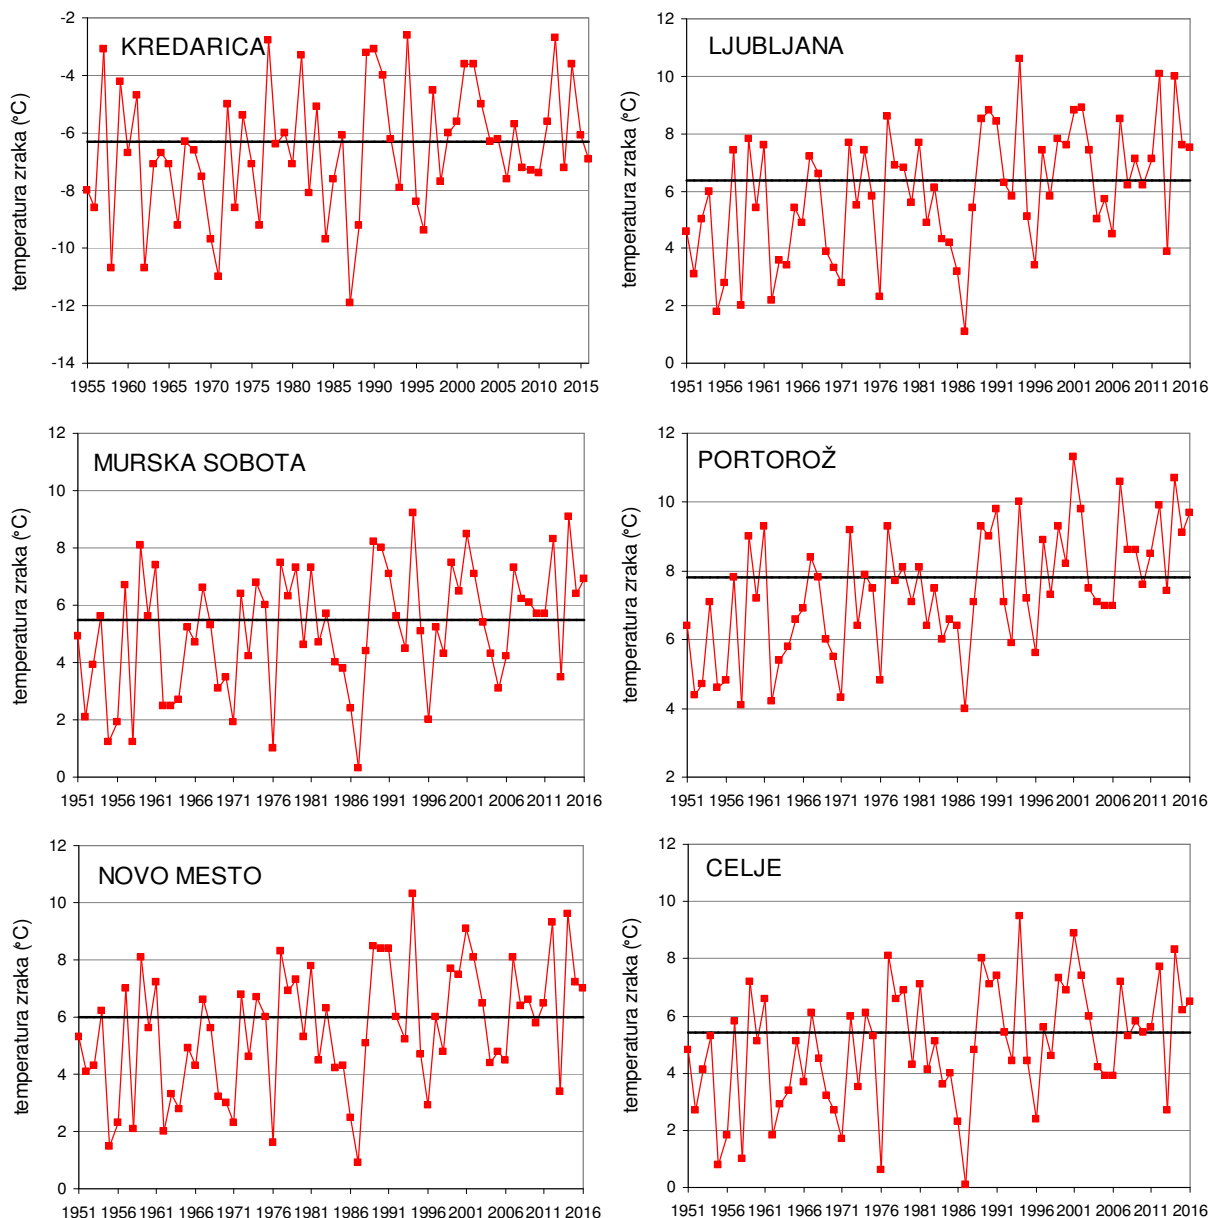 KREDARICA
temperatura zraka (°C)
-2
-4
-6
-8
-10
-12
-14
1955 1960 1965 1970 1975 1980 1985 1990 1995 2000 2005 2010 2015
LJUBLJANA
temperatura zraka (°C)
12
10
8
6
4
2
0
1951 1956 1961 1966 1971 1976 1981 1986 1991 1996 2001 2006 2011 2016
MURSKA SOBOTA
temperatura zraka (°C)
12
10
8
6
4
2
0
1951 1956 1961 1966 1971 1976 1981 1986 1991 1996 2001 2006 2011 2016
PORTOROŽ
temperatura zraka (°C)
12
10
8
6
4
2
1951 1956 1961 1966 1971 1976 1981 1986 1991 1996 2001 2006 2011 2016
NOVO MESTO
temperatura zraka (°C)
12
10
8
6
4
2
0
1951 1956 1961 1966 1971 1976 1981 1986 1991 1996 2001 2006 2011 2016
CELJE
temperatura zraka (°C)
12
10
8
6
4
2
0
1951 1956 1961 1966 1971 1976 1981 1986 1991 1996 2001 2006 2011 2016